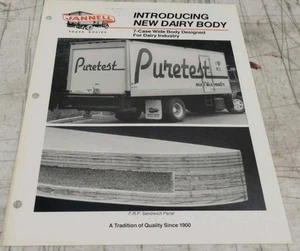 JANNELL
TRUCK BODIES
INTRODUCING
NEW DAIRY BODY
7-Case Wide Body Designed
For Dairy Industry
Puretest
Puretest
F.R.P. Sandwich Panel
A Tradition of Quality Since 1900